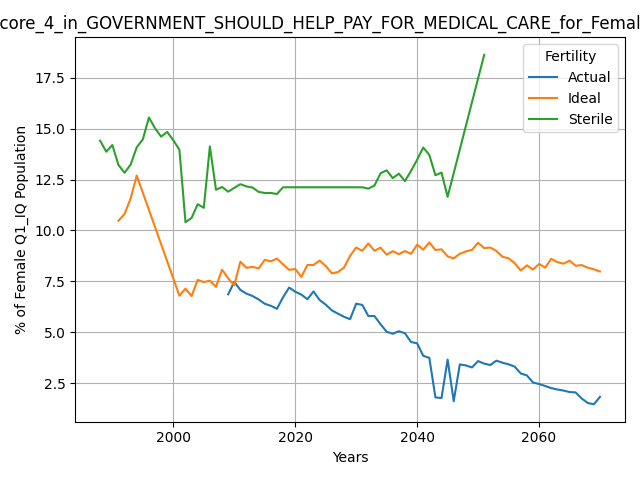 core_4_in_GOVERNMENT_SHOULD_HELP_PAY_FOR_MEDICAL_CARE_for_Femal
Fertility
Actual
Ideal
Sterile
17.5
15.0
12.5
10.0
7.5
5.0
2.5
% of Female Q1_IQ Population
2000
2020
2040
2060
Years